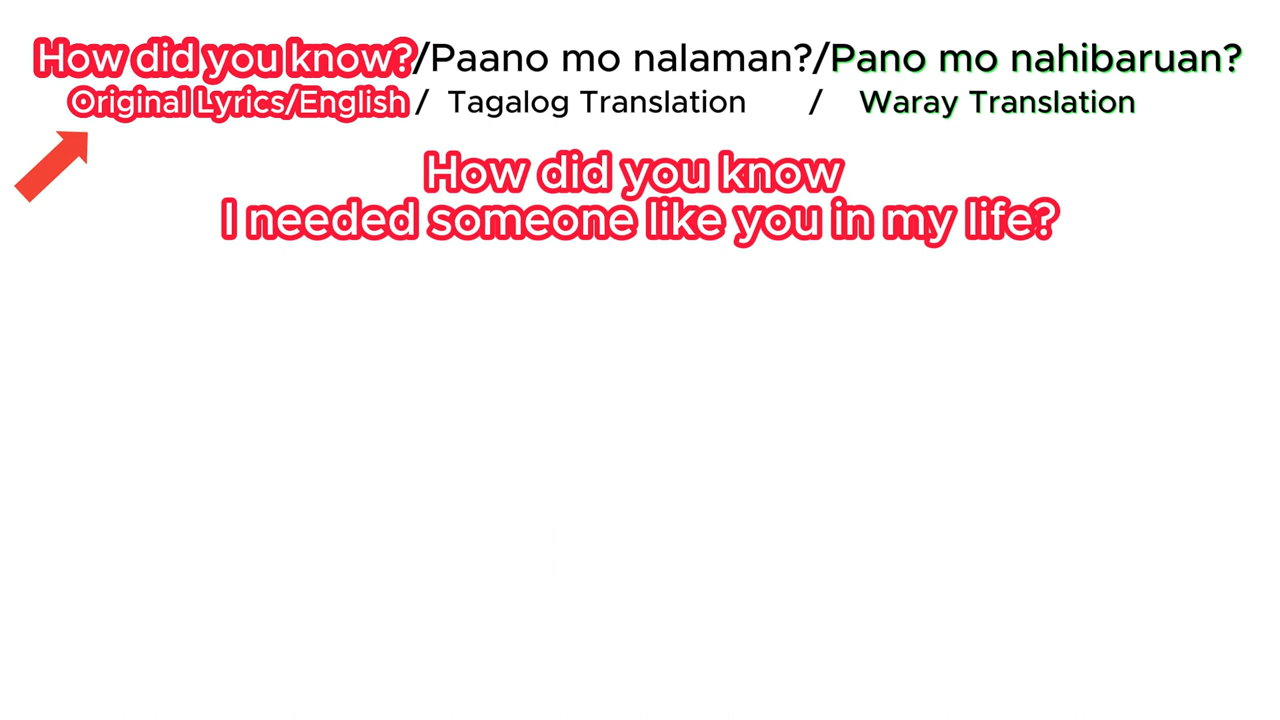 How did you know?/Paano mo nalaman?/Pano mo nahibaruan?
Original Lyrics/English / Tagalog Translation / Waray Translation
How did you know
I needed someone like you in my life?